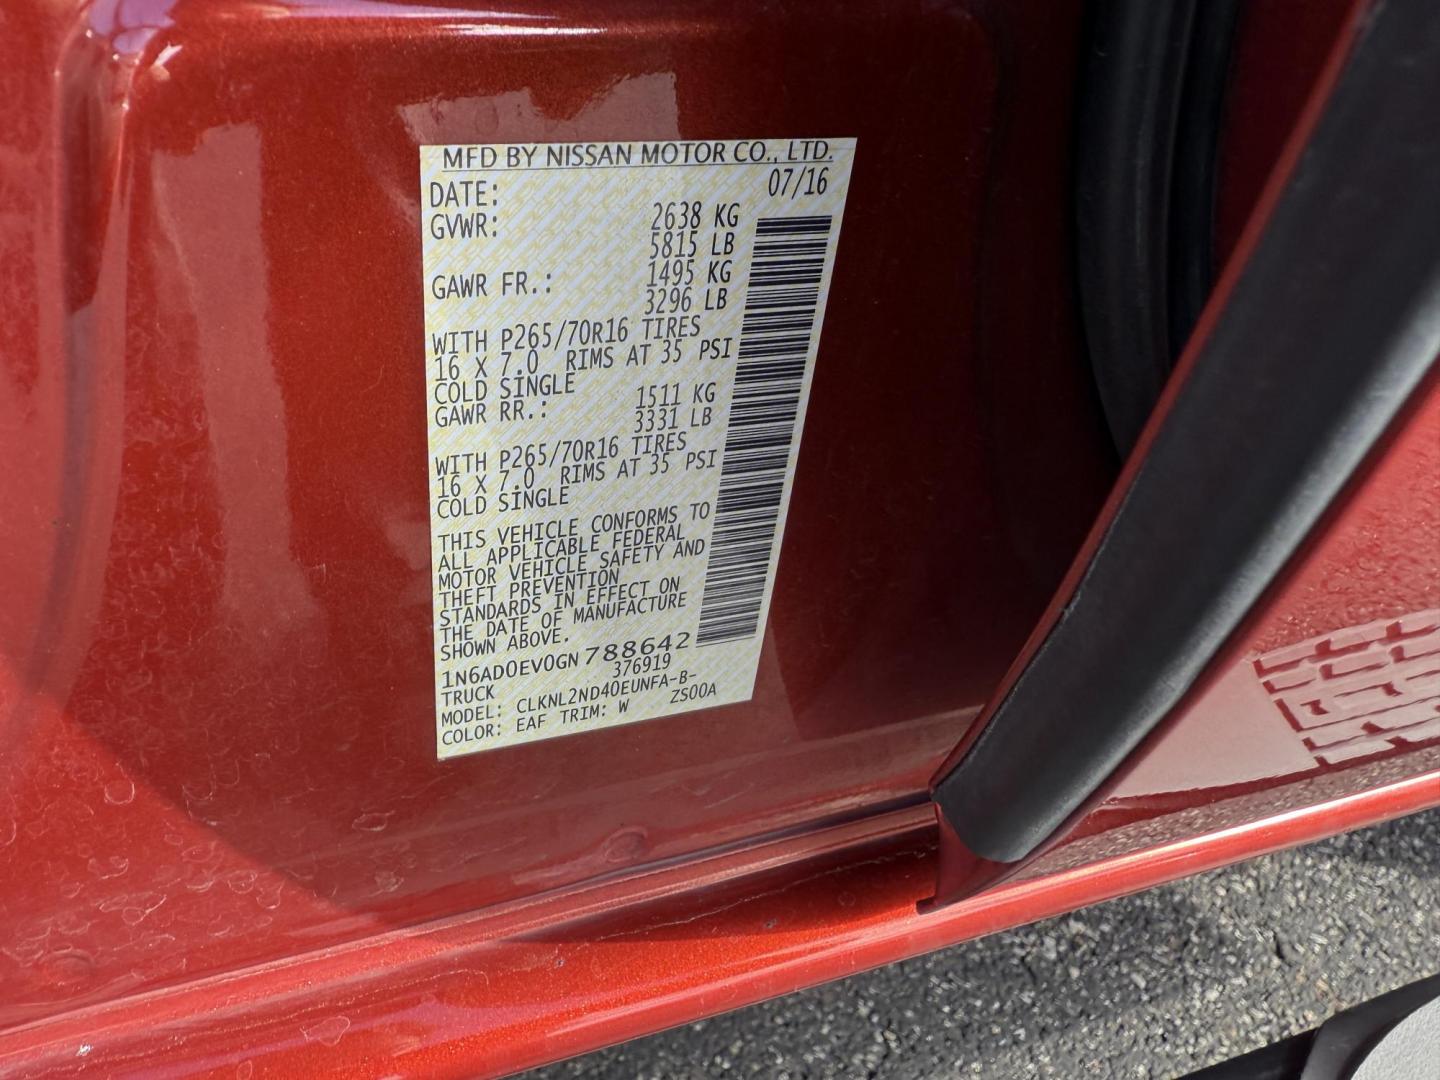 MFD BY NISSAN MOTOR CO., LTD.
DATE: 07/16
GVWR: 2638 KG
5815 LB
GAWR FR.: 1495 KG
3296 LB
WITH P265/70R16 TIRES
16 X 7.0 RIMS AT 35 PSI
COLD SINGLE
GAWR RR.: 1511 KG
3331 LB
WITH P265/70R16 TIRES
16 X 7.0 RIMS AT 35 PSI
COLD SINGLE
THIS VEHICLE CONFORMS TO
ALL APPLICABLE FEDERAL
MOTOR VEHICLE SAFETY AND
THEFT PREVENTION
STANDARDS IN EFFECT ON
THE DATE OF MANUFACTURE
SHOWN ABOVE.
1N6AD0EV0GN788642
TRUCK 376919
MODEL: CLKNL2ND40EUNFA-B-
COLOR: EAF TRIM: W ZS00A